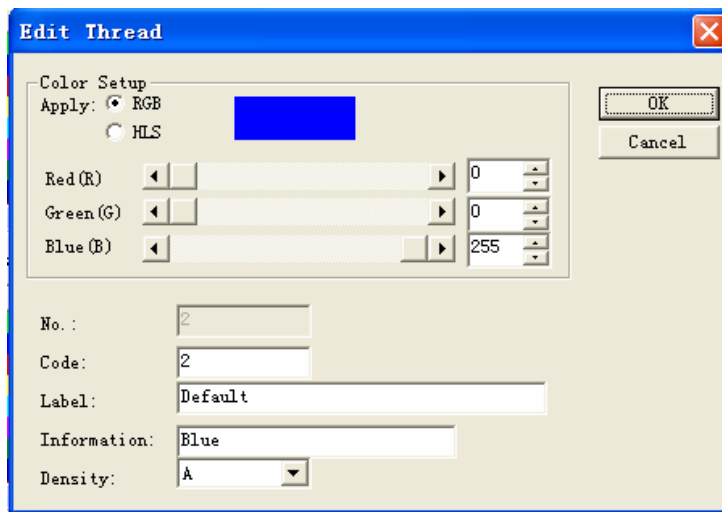 Edit Thread
Color Setup
Apply: RGB
HLS
OK
Cancel
Red(R) 0
Green(G) 0
Blue(B) 255
No.: 2
Code: 2
Label: Default
Information: Blue
Density: A